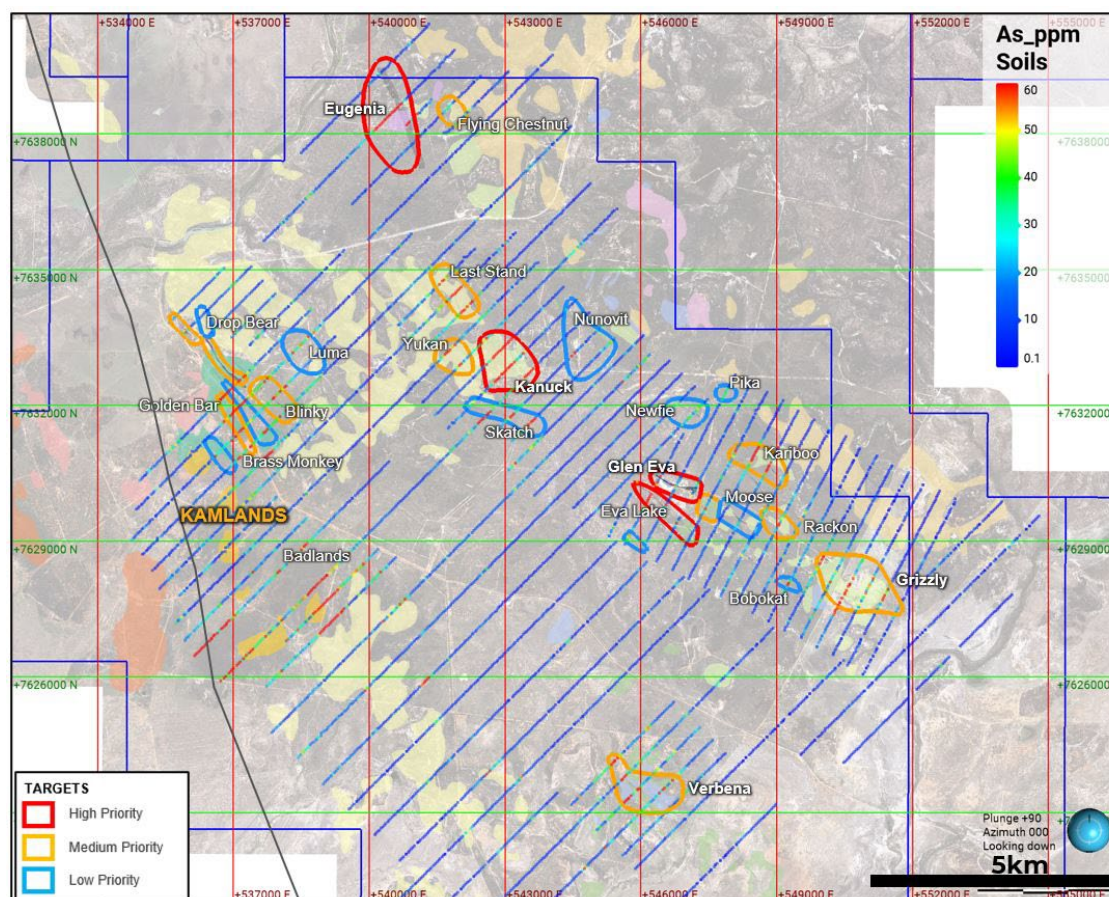 +534000 E
+537000 E
+540000 E
+543000 E
+546000 E
+549000 E
+552000 E
+555000 E
As_ppm
Soils
60
50
40
30
20
10
0.1
Eugenia
Flying Chestnut
+7638000 N
+7638000 N
+7635000 N
+7635000 N
Last Stand
Drop Bear
Luma
Yukan
Nunovit
Kanuck
Pika
+7632000 N
+7632000 N
Golden Bar
Blinky
Skatch
Newfie
Brass Monkey
Kariboo
Glen Eva
Eva Lake
Moose
Rackon
KAMLANDS
+7629000 N
+7629000 N
Badlands
Bobokat
Grizzly
+7626000 N
+7626000 N
Verbena
TARGETS
High Priority
Medium Priority
Low Priority
Plunge +90
Azimuth 000
Looking down
5km
+537000 E
+540000 E
+543000 E
+546000 E
+549000 E
+552000 E